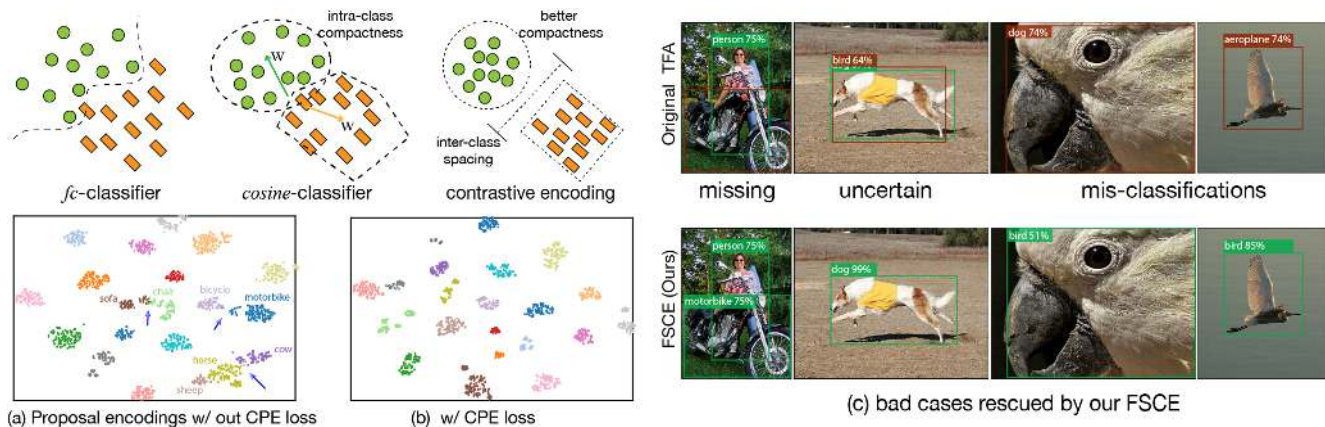 intra-class
compactness
better
compactness
W
W
inter-class
spacing
fc-classifier
cosine-classifier
contrastive encoding
sofa
chair
bicyclo
motorbike
cow
horse
sheep
(a) Proposal encodings w/ out CPE loss
(b) w/ CPE loss
Original TFA
person 75%
bird 64%
dog 74%
aeroplane 74%
missing
uncertain
mis-classifications
FSCE (Ours)
person 75%
motorbike 75%
dog 99%
bird 51%
bird 85%
(c) bad cases rescued by our FSCE